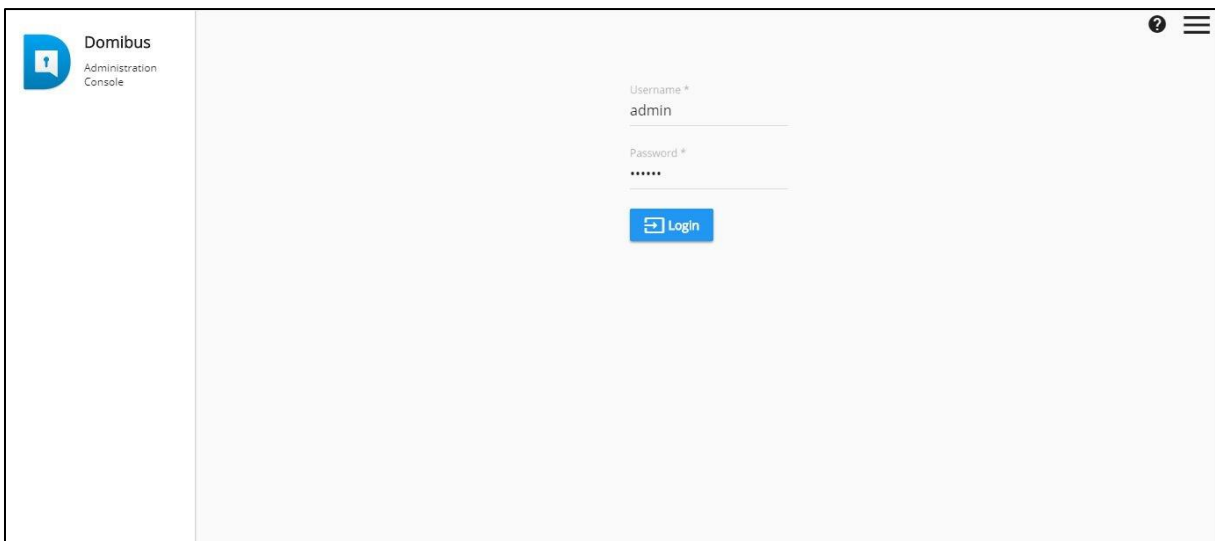 Domibus
Administration
Console
Username *
admin
Password *
••••••
Login